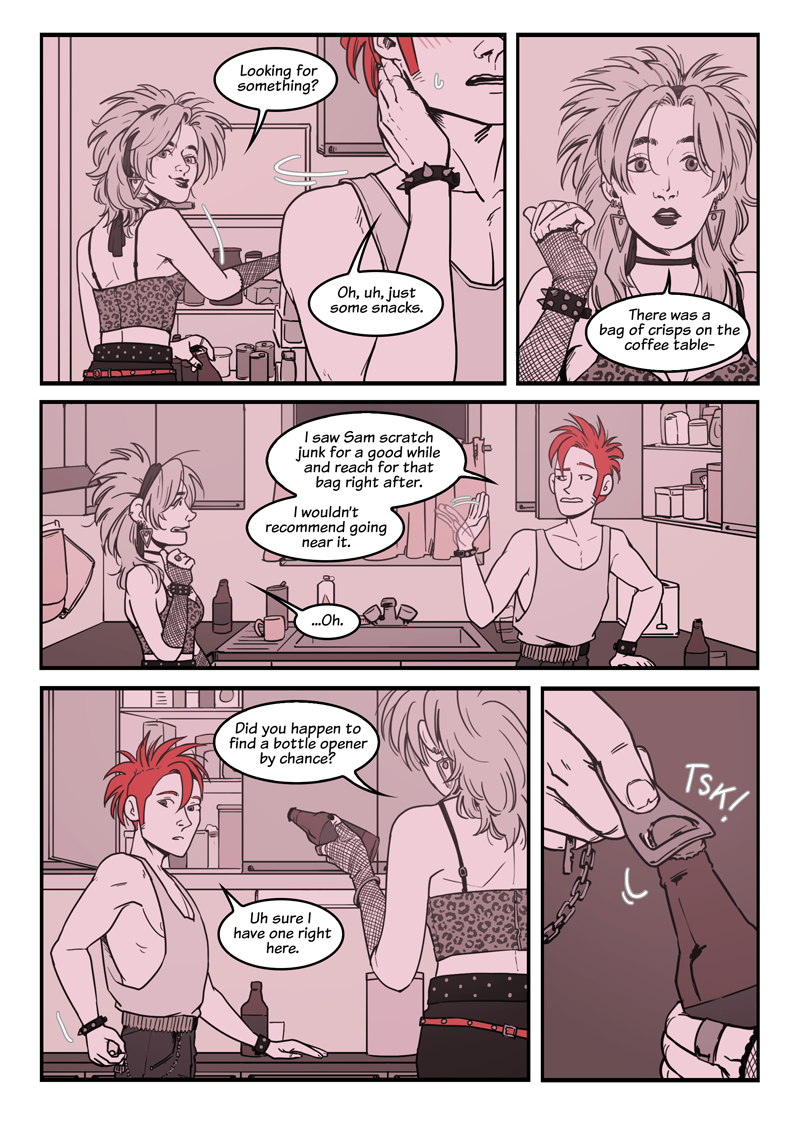 Looking for
something?
Oh, uh, just
some snacks.
There was a
bag of crisps on the
coffee table-
I saw Sam scratch
junk for a good while
and reach for that
bag right after.
I wouldn't
recommend going
near it.
...Oh.
Did you happen to
find a bottle opener
by chance?
Uh sure I
have one right
here.
TSK!